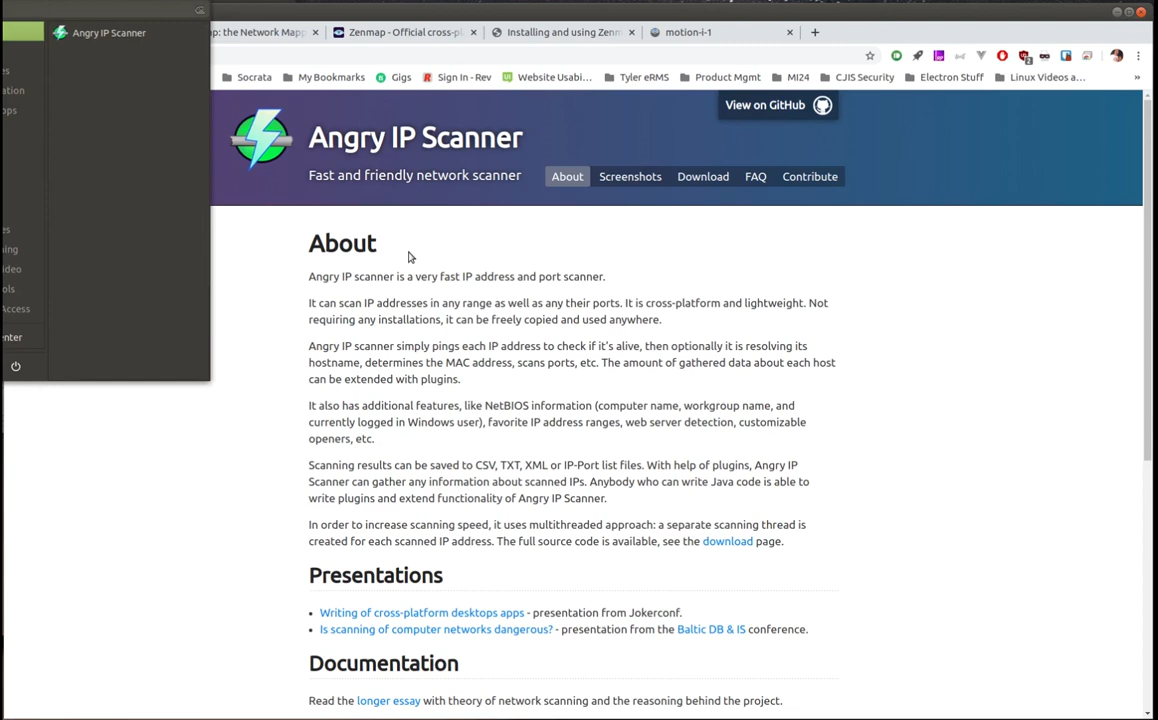 Angry IP Scanner
ap: the Network Mapp
Zenmap - Official cross-pl
Installing and using Zenm
motion-i-1
Socrata
My Bookmarks
Gigs
Sign In - Rev
Website Usabi...
Tyler eRMS
Product Mgmt
MI24
CJIS Security
Electron Stuff
Linux Videos a...
»
es
ation
ops
es
ing
ideo
ols
Access
enter
View on GitHub
Angry IP Scanner
Fast and friendly network scanner
About
Screenshots
Download
FAQ
Contribute
About
Angry IP scanner is a very fast IP address and port scanner.
It can scan IP addresses in any range as well as any their ports. It is cross-platform and lightweight. Not
requiring any installations, it can be freely copied and used anywhere.
Angry IP scanner simply pings each IP address to check if it's alive, then optionally it is resolving its
hostname, determines the MAC address, scans ports, etc. The amount of gathered data about each host
can be extended with plugins.
It also has additional features, like NetBIOS information (computer name, workgroup name, and
currently logged in Windows user), favorite IP address ranges, web server detection, customizable
openers, etc.
Scanning results can be saved to CSV, TXT, XML or IP-Port list files. With help of plugins, Angry IP
Scanner can gather any information about scanned IPs. Anybody who can write Java code is able to
write plugins and extend functionality of Angry IP Scanner.
In order to increase scanning speed, it uses multithreaded approach: a separate scanning thread is
created for each scanned IP address. The full source code is available, see the download page.
Presentations
• Writing of cross-platform desktops apps - presentation from Jokerconf.
• Is scanning of computer networks dangerous? - presentation from the Baltic DB & IS conference.
Documentation
Read the longer essay with theory of network scanning and the reasoning behind the project.